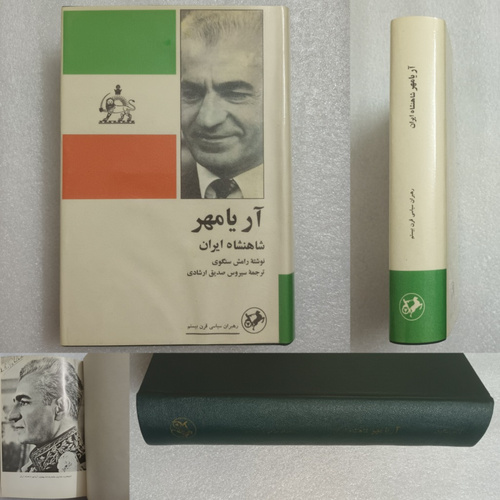 آریامهر
شاهنشاه ایران
نوشتهٔ رامش سنگوی
ترجمهٔ سیروس صدیق ارشادی
رهبران سیاسی قرن بیستم
آریامهر شاهنشاه ایران
رهبران سیاسی قرن بیستم